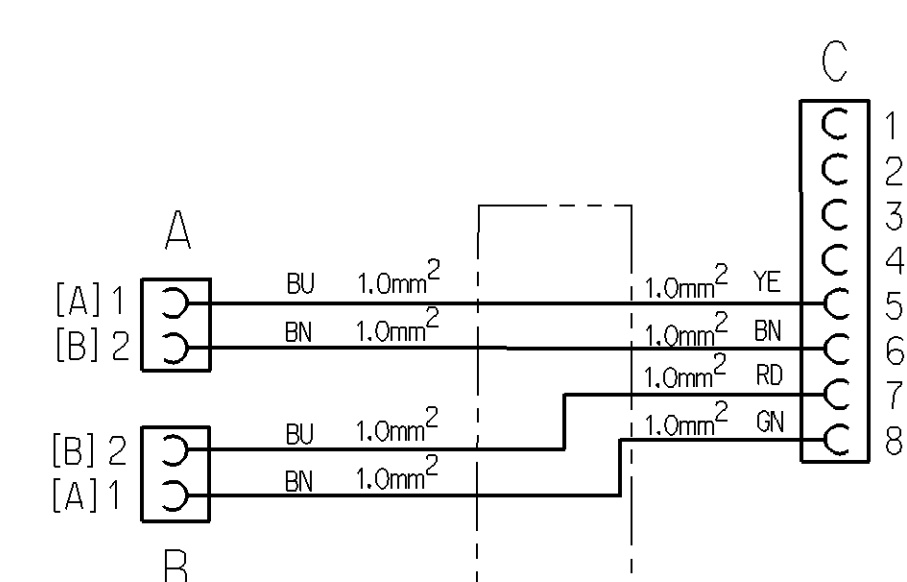 C
1
2
3
A
4
[A] 1 BU 1.0mm² 1.0mm² YE 5
[B] 2 BN 1.0mm² 1.0mm² BN 6
1.0mm² RD 7
[B] 2 BU 1.0mm² 1.0mm² GN 8
[A] 1 BN 1.0mm²
B